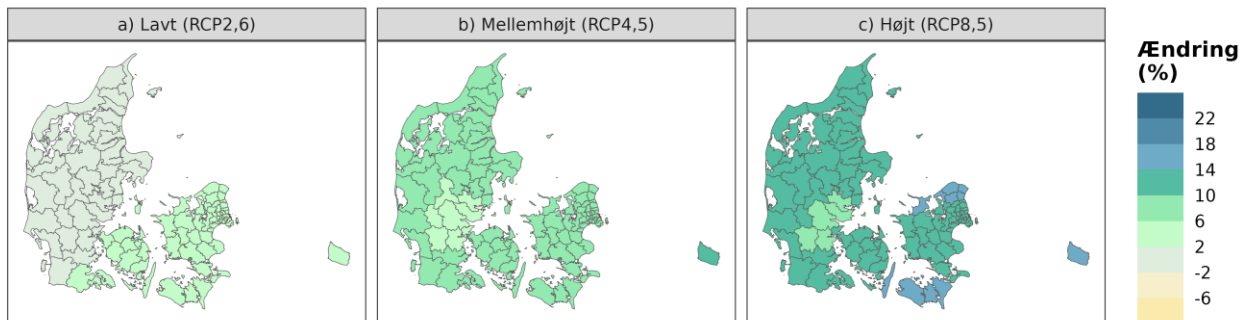 a) Lavt (RCP2,6)
b) Mellemhøjt (RCP4,5)
c) Højt (RCP8,5)
Ændring
(%)
22
18
14
10
6
2
-2
-6